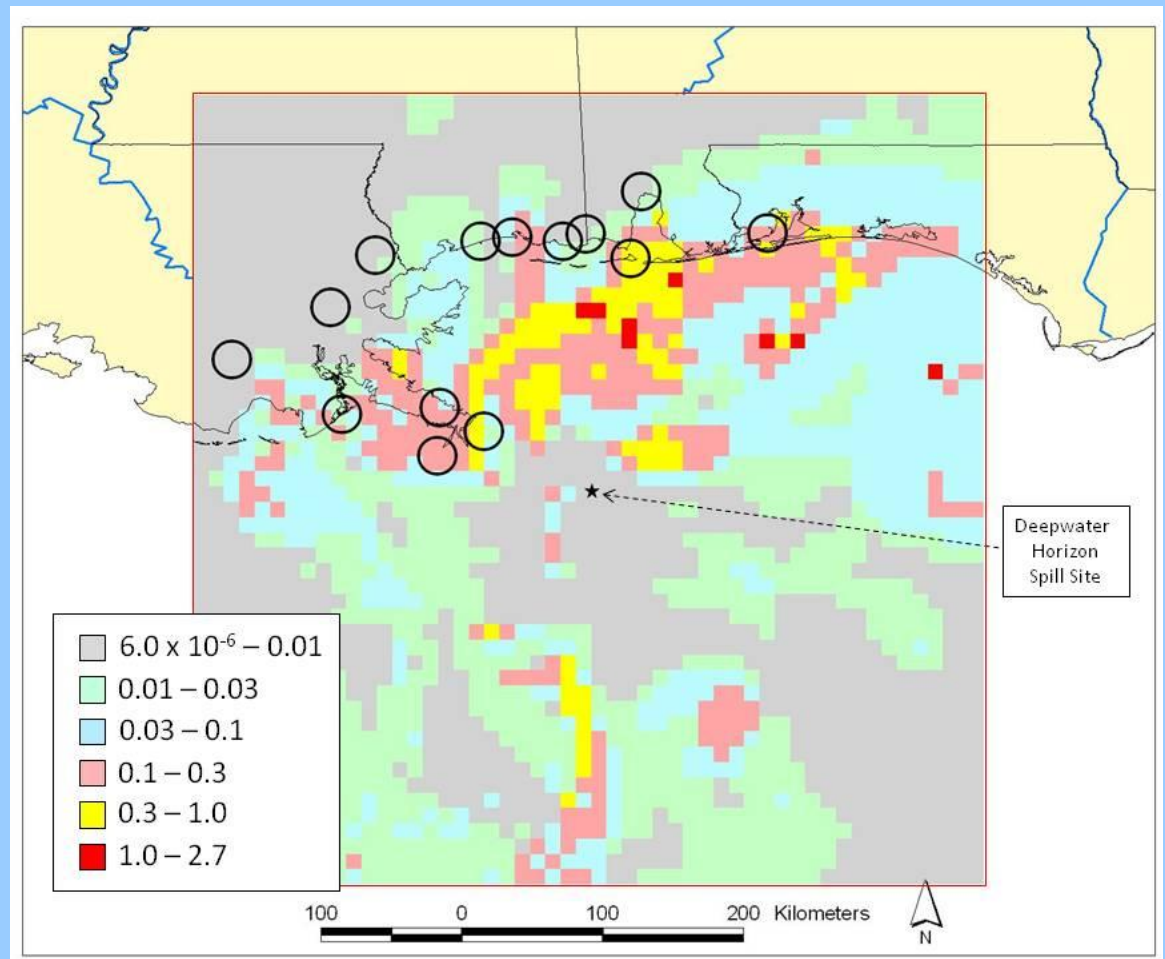 Deepwater
Horizon
Spill Site
6.0 x 10⁻⁶ – 0.01
0.01 – 0.03
0.03 – 0.1
0.1 – 0.3
0.3 – 1.0
1.0 – 2.7
100 0 100 200 Kilometers
N